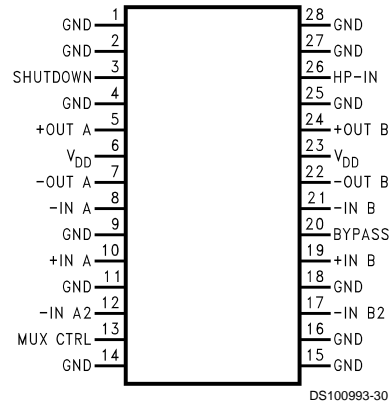 GND 1 28 GND
GND 2 27 GND
SHUTDOWN 3 26 HP-IN
GND 4 25 GND
+OUT A 5 24 +OUT B
VDD 6 23 VDD
-OUT A 7 22 -OUT B
-IN A 8 21 -IN B
GND 9 20 BYPASS
+IN A 10 19 +IN B
GND 11 18 GND
-IN A2 12 17 -IN B2
MUX CTRL 13 16 GND
GND 14 15 GND
DS100993-30